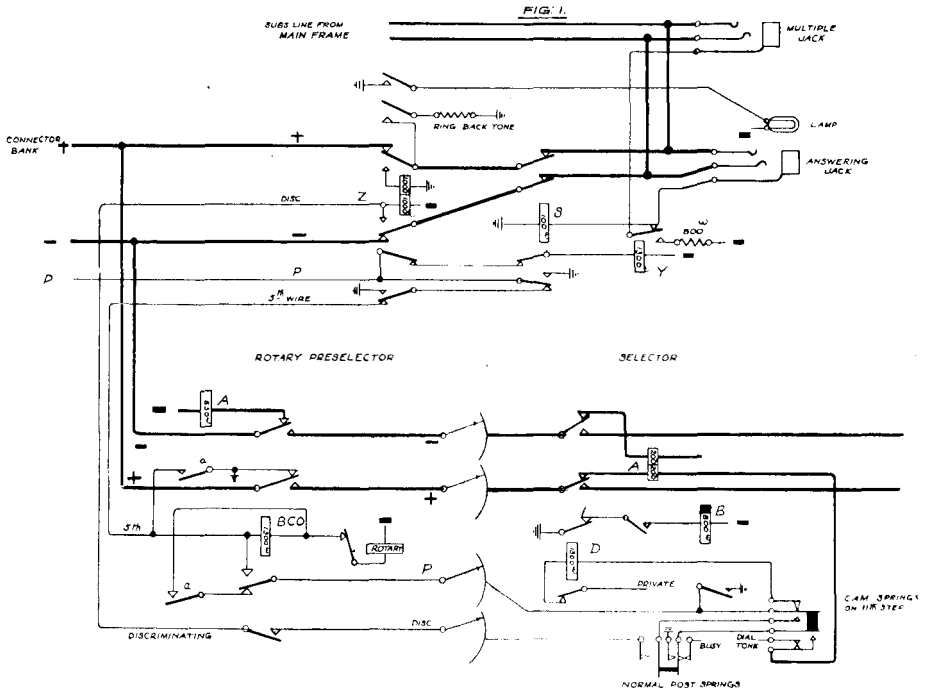 FIG. 1.
SUBS LINE FROM
MAIN FRAME
MULTIPLE
JACK
RING BACK TONE
LAMP
CONNECTOR
BANK
+
+
ANSWERING
JACK
DISC
Z
S
W
800
Y
P
P
5TH WIRE
ROTARY PRESELECTOR
SELECTOR
A
a
A
+
+
5TH
BCO
ROTARY
B
D
P
a
PRIVATE
CAM SPRINGS
ON 11TH STEP
DISCRIMINATING
DISC
BUSY
DIAL
TONE
NORMAL POST SPRINGS